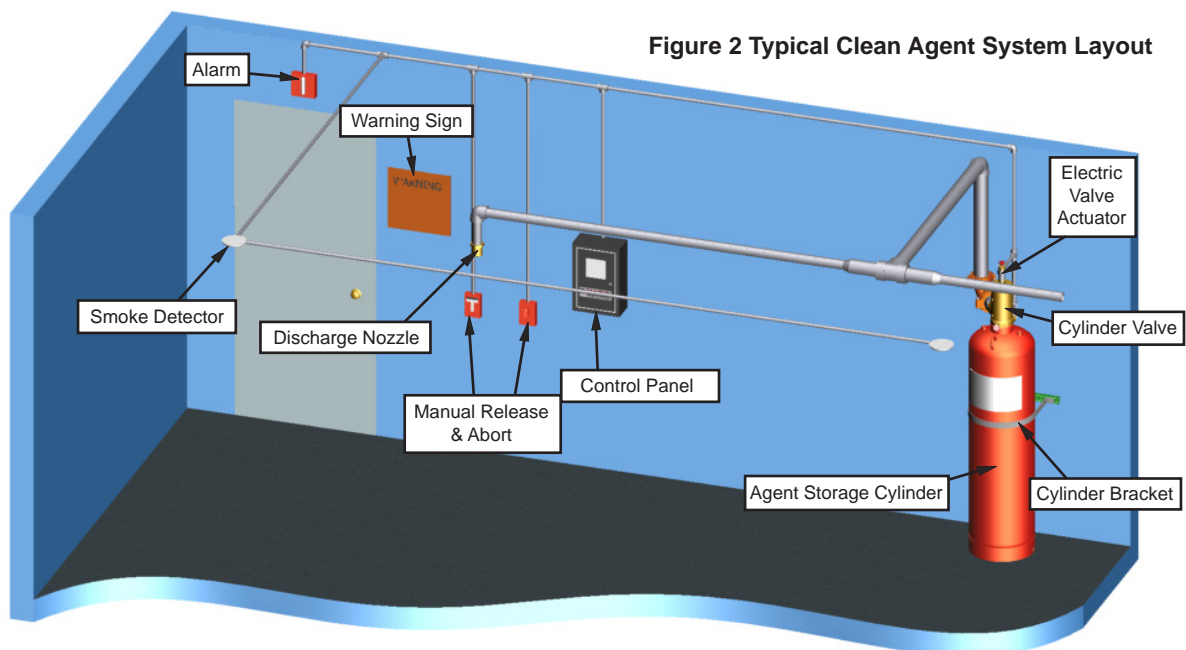 Figure 2 Typical Clean Agent System Layout
Alarm
Warning Sign
WARNING
Electric
Valve
Actuator
Smoke Detector
Discharge Nozzle
Cylinder Valve
Control Panel
Manual Release
& Abort
Agent Storage Cylinder
Cylinder Bracket